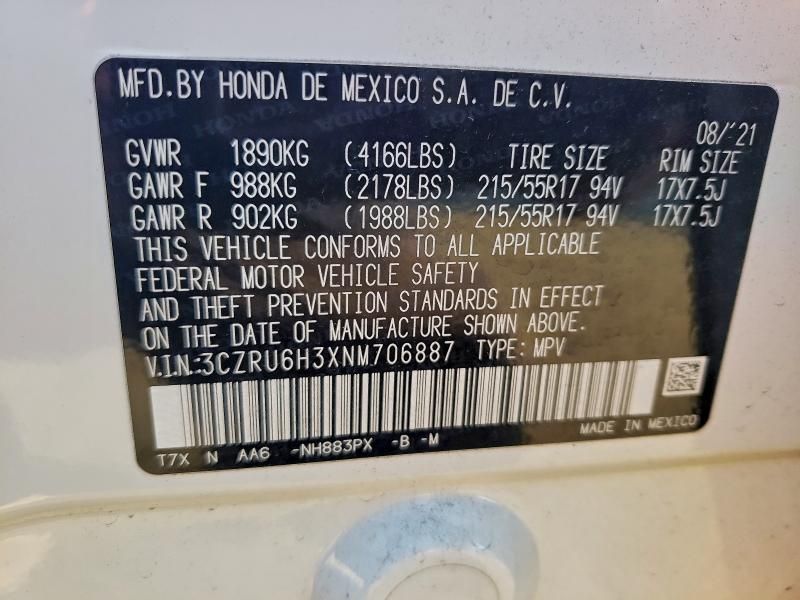 MFD.BY HONDA DE MEXICO S.A. DE C.V.
08/'21
GVWR 1890KG (4166LBS) TIRE SIZE RIM SIZE
GAWR F 988KG (2178LBS) 215/55R17 94V 17X7.5J
GAWR R 902KG (1988LBS) 215/55R17 94V 17X7.5J
THIS VEHICLE CONFORMS TO ALL APPLICABLE
FEDERAL MOTOR VEHICLE SAFETY
AND THEFT PREVENTION STANDARDS IN EFFECT
ON THE DATE OF MANUFACTURE SHOWN ABOVE.
V.I.N.:3CZRU6H3XNM706887 TYPE: MPV
MADE IN MEXICO
T7X N AA6 -NH883PX -B -M